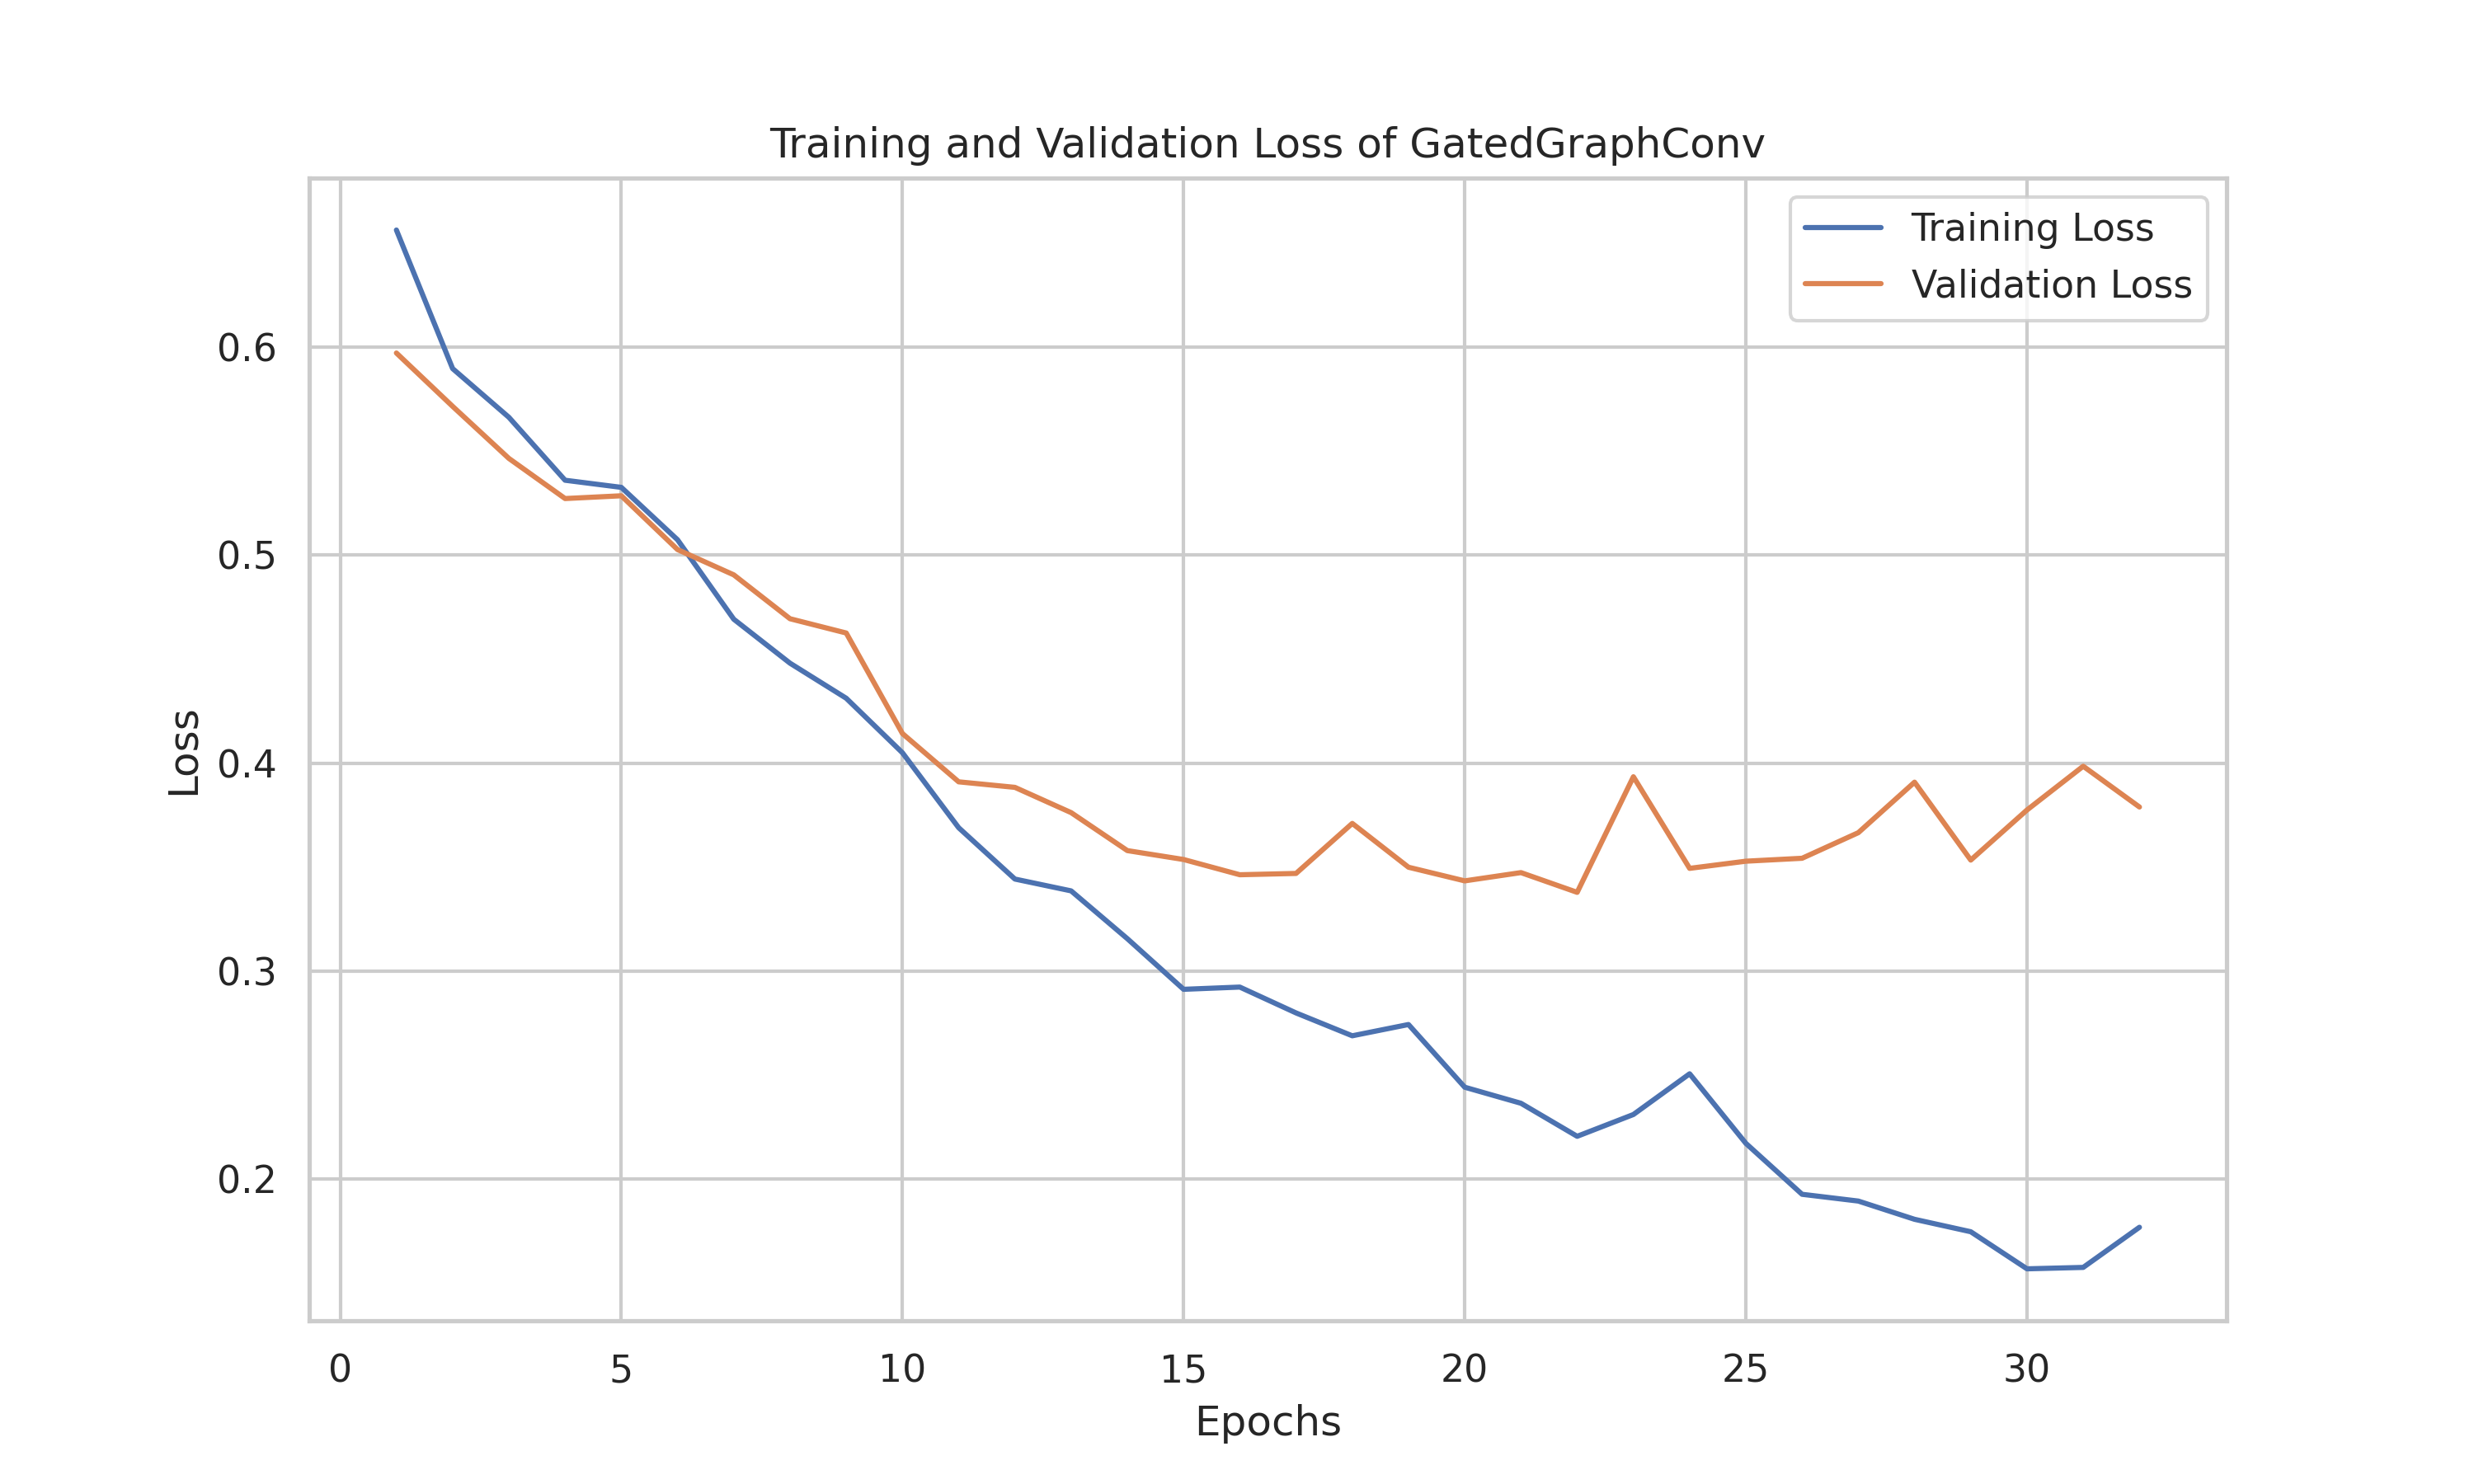 Training and Validation Loss of GatedGraphConv
Training Loss
Validation Loss
Loss
0.6
0.5
0.4
0.3
0.2
0 5 10 15 20 25 30
Epochs